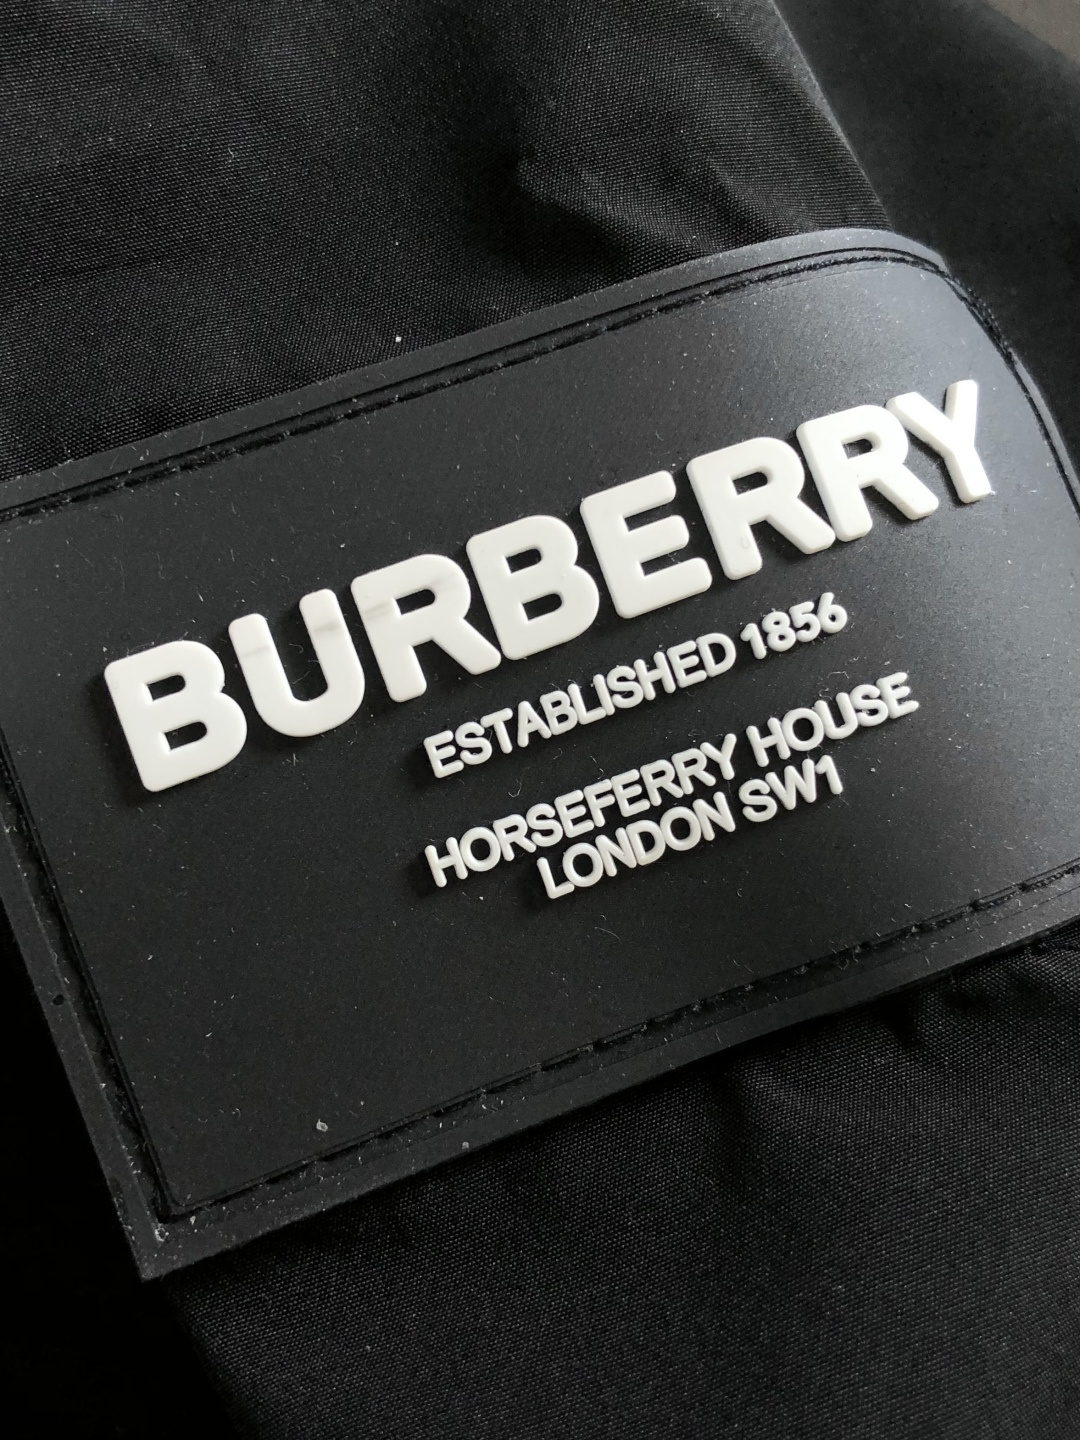 BURBERRY
ESTABLISHED 1856
HORSEFERRY HOUSE
LONDON SW1